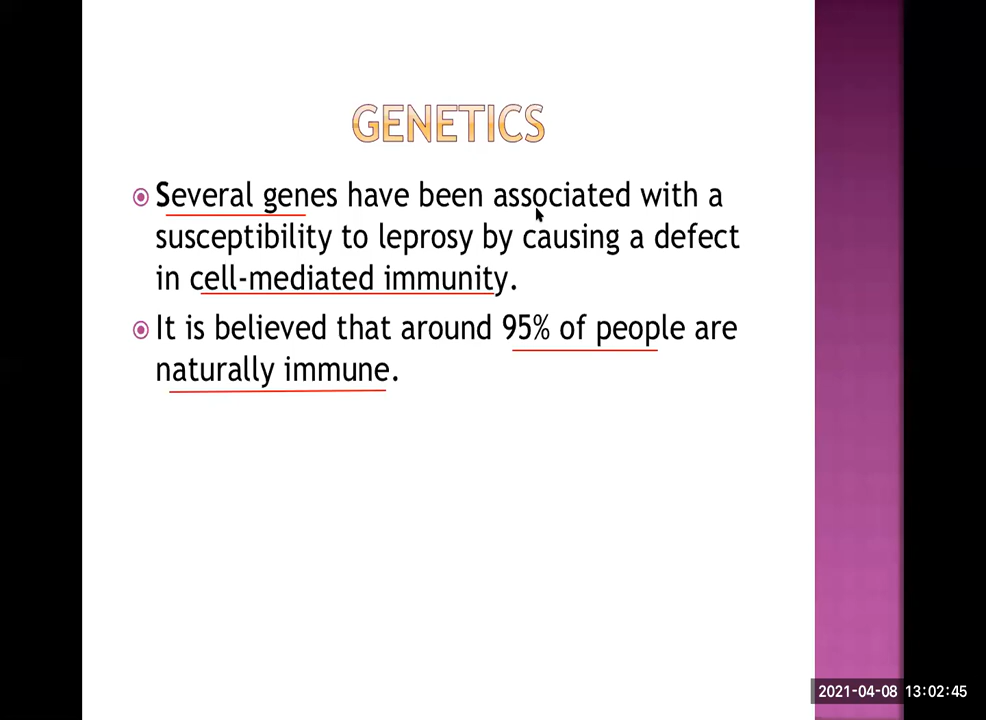 GENETICS
Several genes have been associated with a
susceptibility to leprosy by causing a defect
in cell-mediated immunity.
It is believed that around 95% of people are
naturally immune.
2021-04-08 13:02:45